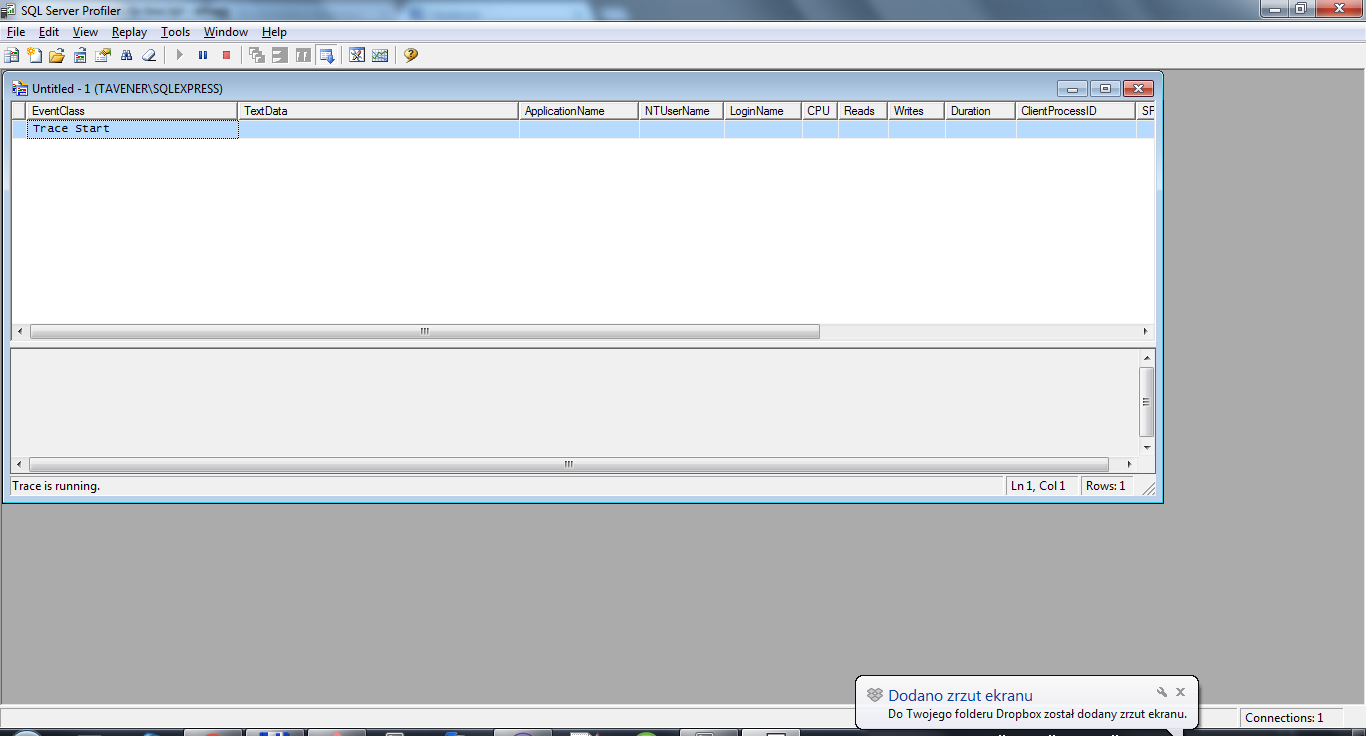 SQL Server Profiler
File Edit View Replay Tools Window Help
Untitled - 1 (TAVENER\SQLEXPRESS)
EventClass TextData ApplicationName NTUserName LoginName CPU Reads Writes Duration ClientProcessID
Trace Start
Trace is running. Ln 1, Col 1 Rows: 1
Dodano zrzut ekranu
Do Twojego folderu Dropbox został dodany zrzut ekranu.
Connections: 1